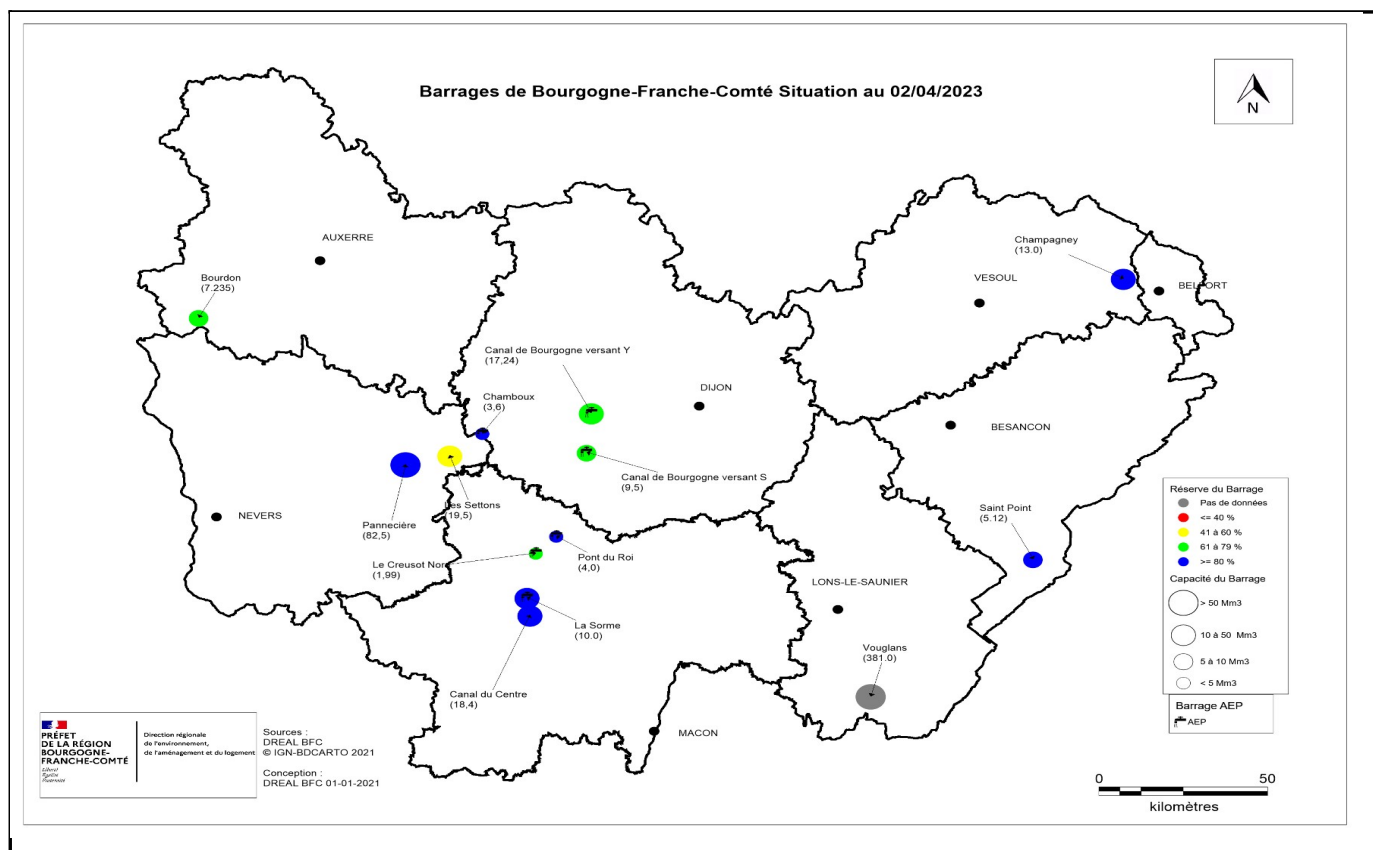 Barrages de Bourgogne-Franche-Comté Situation au 02/04/2023
N
AUXERRE
Bourdon
(7.235)
Champagney
(13.0)
VESOUL
BELFORT
Canal de Bourgogne versant Y
(17,24)
Chamboux
(3,6)
DIJON
BESANCON
Canal de Bourgogne versant S
(9,5)
Les Settons
(19,5)
NEVERS
Pannecière
(82,5)
Saint Point
(5.12)
Pont du Roi
(4,0)
Le Creusot Nord
(1,99)
LONS-LE-SAUNIER
La Sorme
(10.0)
Vouglans
(381.0)
Canal du Centre
(18,4)
MACON
Réserve du Barrage
Pas de données
<= 40 %
41 à 60 %
61 à 79 %
>= 80 %
Capacité du Barrage
> 50 Mm3
10 à 50 Mm3
5 à 10 Mm3
< 5 Mm3
Barrage AEP
AEP
PRÉFET
DE LA RÉGION
BOURGOGNE-
FRANCHE-COMTÉ
Liberté
Égalité
Fraternité
Direction régionale
de l'environnement,
de l'aménagement et du logement
Sources :
DREAL BFC
© IGN-BDCARTO 2021
Conception :
DREAL BFC 01-01-2021
0 50
kilomètres